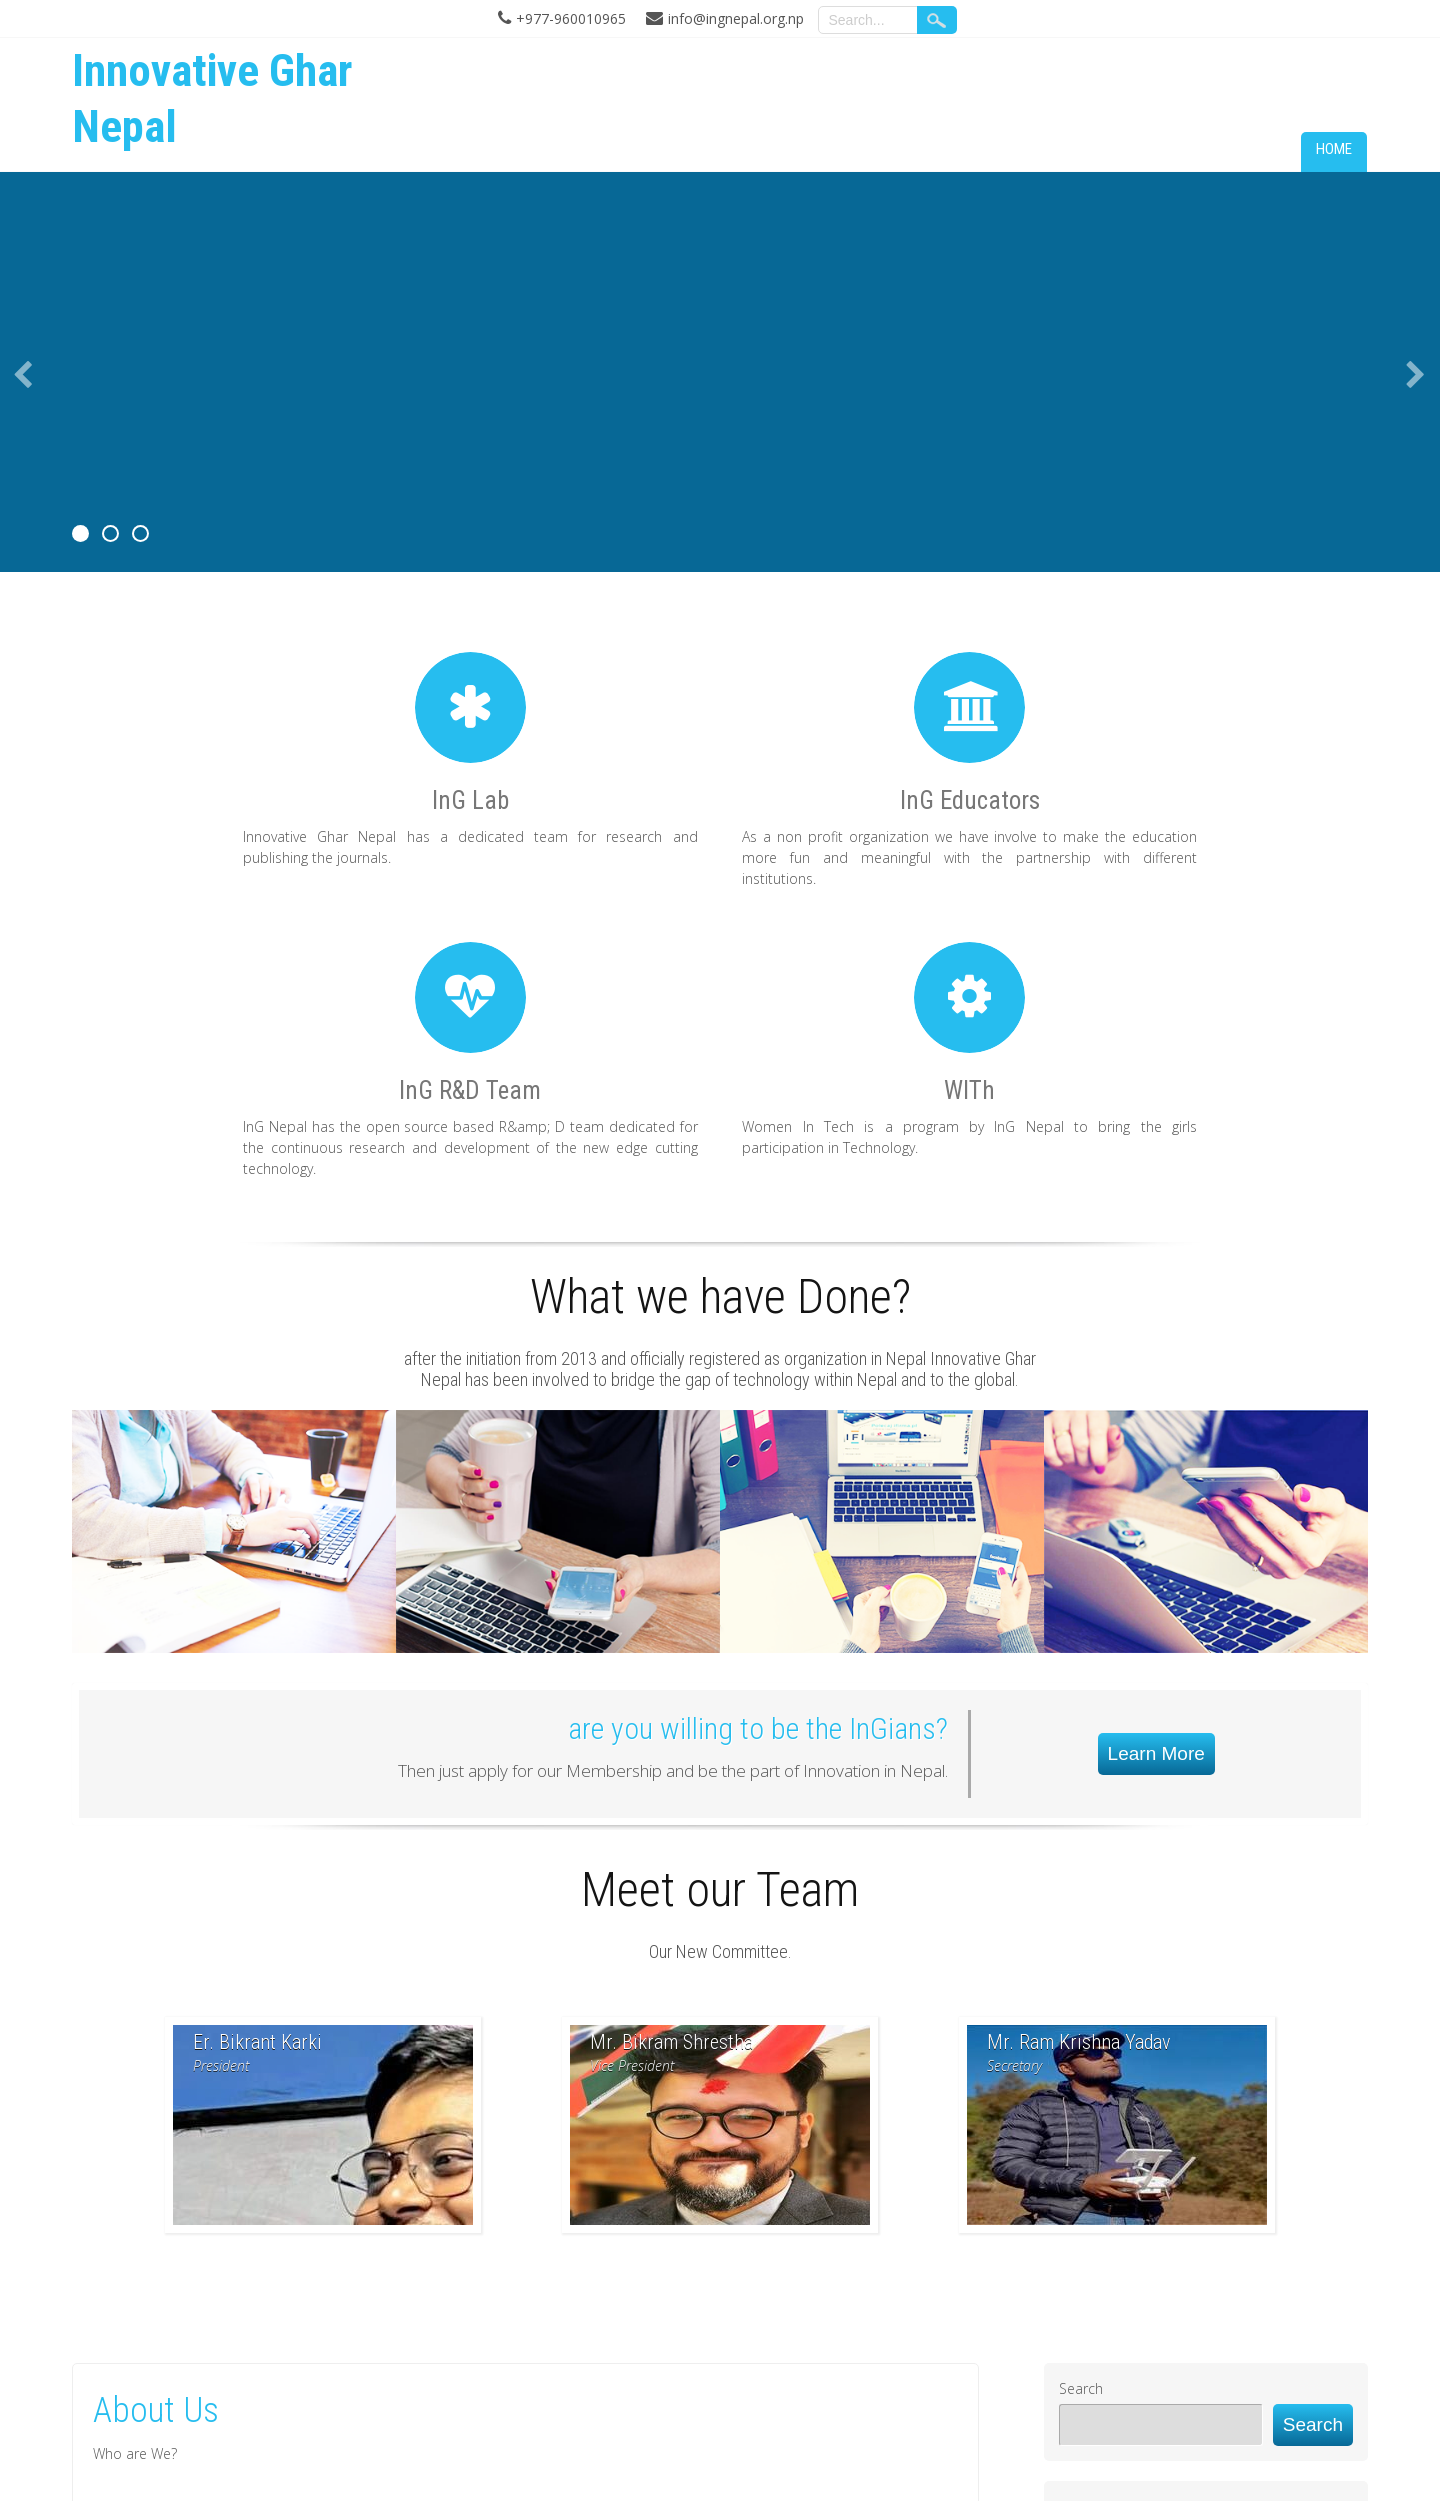 +977-960010965 info@ingnepal.org.np Search...
Innovative Ghar
Nepal
HOME
InG Lab
Innovative Ghar Nepal has a dedicated team for research and
publishing the journals.
InG Educators
As a non profit organization we have involve to make the education
more fun and meaningful with the partnership with different
institutions.
InG R&D Team
InG Nepal has the open source based R&amp; D team dedicated for
the continuous research and development of the new edge cutting
technology.
WITh
Women In Tech is a program by InG Nepal to bring the girls
participation in Technology.
What we have Done?
after the initiation from 2013 and officially registered as organization in Nepal Innovative Ghar
Nepal has been involved to bridge the gap of technology within Nepal and to the global.
are you willing to be the InGians?
Then just apply for our Membership and be the part of Innovation in Nepal.
Learn More
Meet our Team
Our New Committee.
Er. Bikrant Karki
President
Mr. Bikram Shrestha
Vice President
Mr. Ram Krishna Yadav
Secretary
About Us
Who are We?
Search
Search